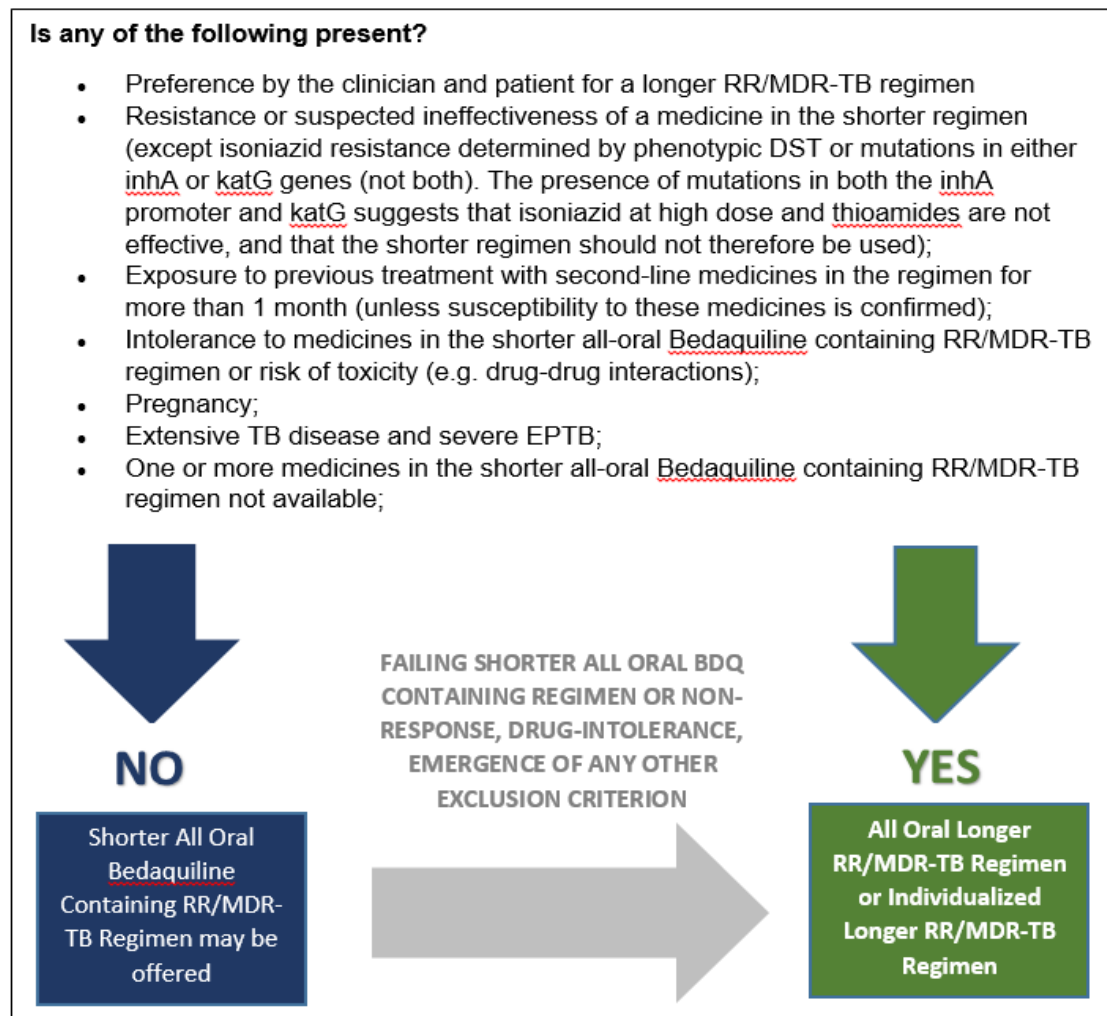 Is any of the following present?
• Preference by the clinician and patient for a longer RR/MDR-TB regimen
• Resistance or suspected ineffectiveness of a medicine in the shorter regimen
(except isoniazid resistance determined by phenotypic DST or mutations in either
inhA or katG genes (not both). The presence of mutations in both the inhA
promoter and katG suggests that isoniazid at high dose and thioamides are not
effective, and that the shorter regimen should not therefore be used);
• Exposure to previous treatment with second-line medicines in the regimen for
more than 1 month (unless susceptibility to these medicines is confirmed);
• Intolerance to medicines in the shorter all-oral Bedaquiline containing RR/MDR-TB
regimen or risk of toxicity (e.g. drug-drug interactions);
• Pregnancy;
• Extensive TB disease and severe EPTB;
• One or more medicines in the shorter all-oral Bedaquiline containing RR/MDR-TB
regimen not available;
NO
Shorter All Oral
Bedaquiline
Containing RR/MDR-
TB Regimen may be
offered
FAILING SHORTER ALL ORAL BDQ
CONTAINING REGIMEN OR NON-
RESPONSE, DRUG-INTOLERANCE,
EMERGENCE OF ANY OTHER
EXCLUSION CRITERION
YES
All Oral Longer
RR/MDR-TB Regimen
or Individualized
Longer RR/MDR-TB
Regimen